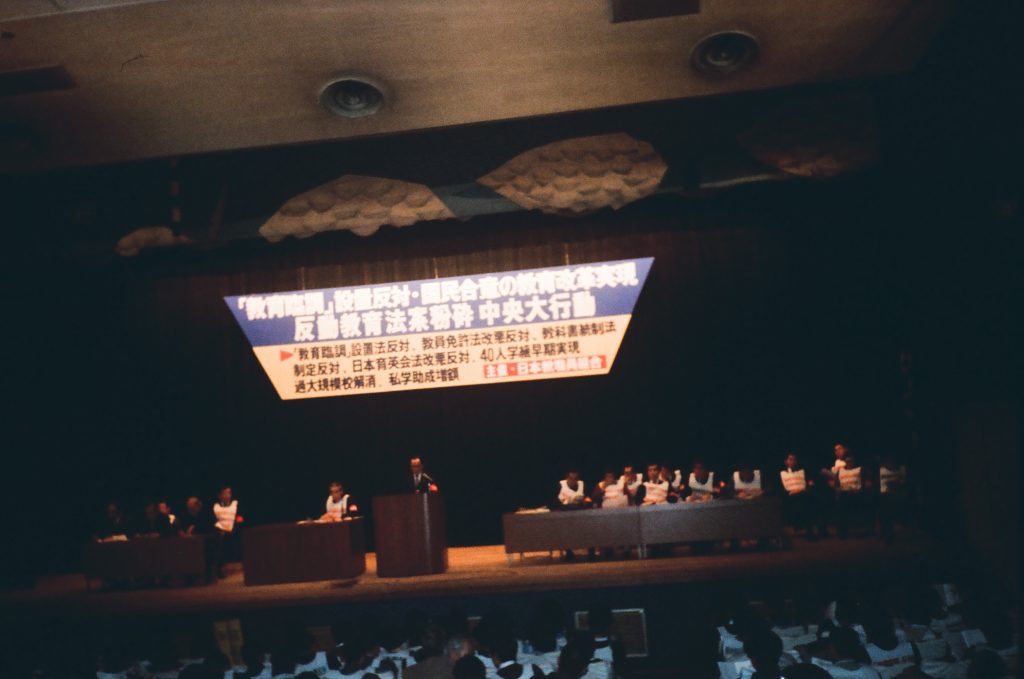 「教育臨調」設置反対・国民合意の教育改革実現
反動教育法案粉砕 中央大行動
▶「教育臨調」設置法反対、教員免許法改悪反対、教科書統制法
制定反対、日本育英会法改悪反対、40人学級早期実現
過大規模校解消、私学助成増額
主催・日本教職員組合